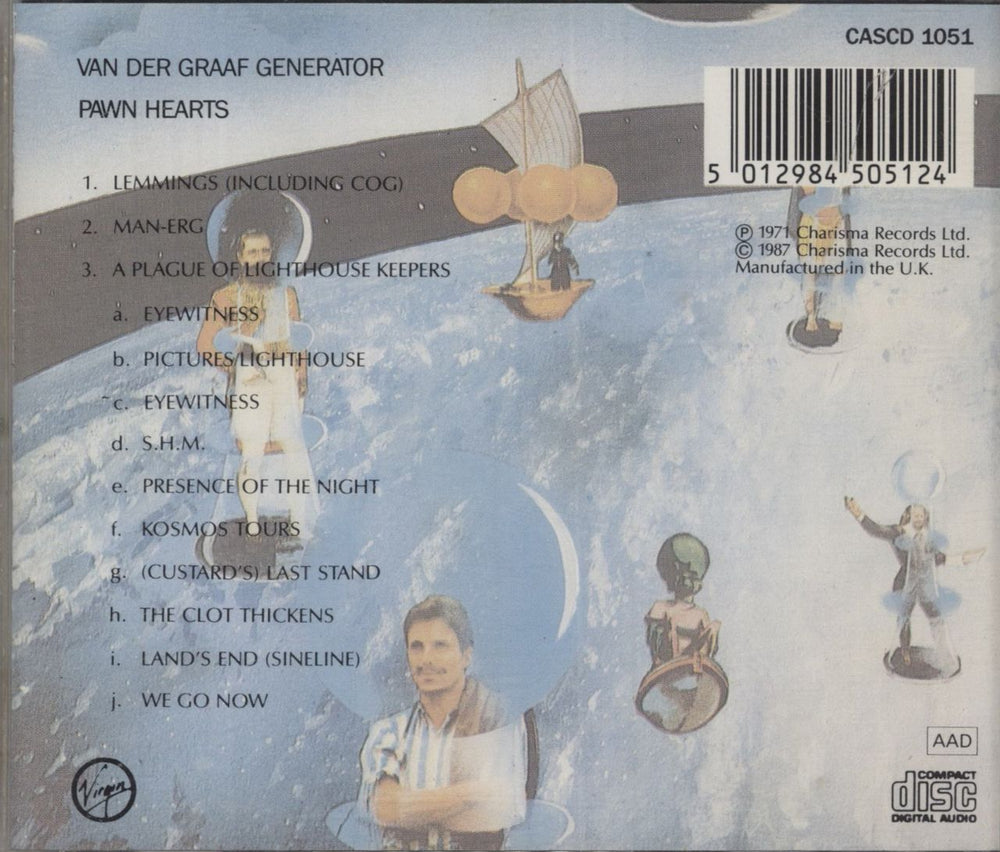 CASCD 1051
VAN DER GRAAF GENERATOR
PAWN HEARTS
5 012984 505124
1. LEMMINGS (INCLUDING COG)
2. MAN-ERG
3. A PLAGUE OF LIGHTHOUSE KEEPERS
a. EYEWITNESS
b. PICTURES/LIGHTHOUSE
c. EYEWITNESS
d. S.H.M.
e. PRESENCE OF THE NIGHT
f. KOSMOS TOURS
g. (CUSTARD'S) LAST STAND
h. THE CLOT THICKENS
i. LAND'S END (SINELINE)
j. WE GO NOW
℗ 1971 Charisma Records Ltd.
© 1987 Charisma Records Ltd.
Manufactured in the U.K.
Virgin
AAD
COMPACT
disc
DIGITAL AUDIO